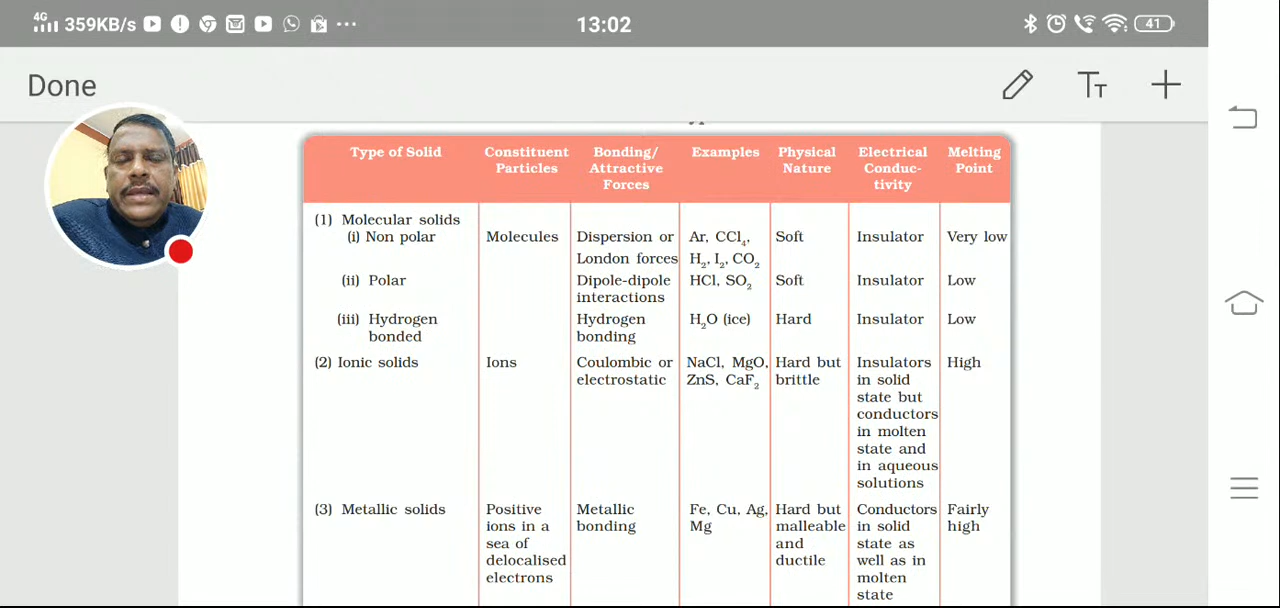 4G 359KB/s 13:02 41
Done
Type of Solid Constituent Particles Bonding/ Attractive Forces Examples Physical Nature Electrical Conduc- tivity Melting Point
(1) Molecular solids
(i) Non polar Molecules Dispersion or London forces Ar, CCl₄, H₂, I₂, CO₂ Soft Insulator Very low
(ii) Polar Dipole-dipole interactions HCl, SO₂ Soft Insulator Low
(iii) Hydrogen bonded Hydrogen bonding H₂O (ice) Hard Insulator Low
(2) Ionic solids Ions Coulombic or electrostatic NaCl, MgO, ZnS, CaF₂ Hard but brittle Insulators in solid state but conductors in molten state and in aqueous solutions High
(3) Metallic solids Positive ions in a sea of delocalised electrons Metallic bonding Fe, Cu, Ag, Mg Hard but malleable and ductile Conductors in solid state as well as in molten state Fairly high